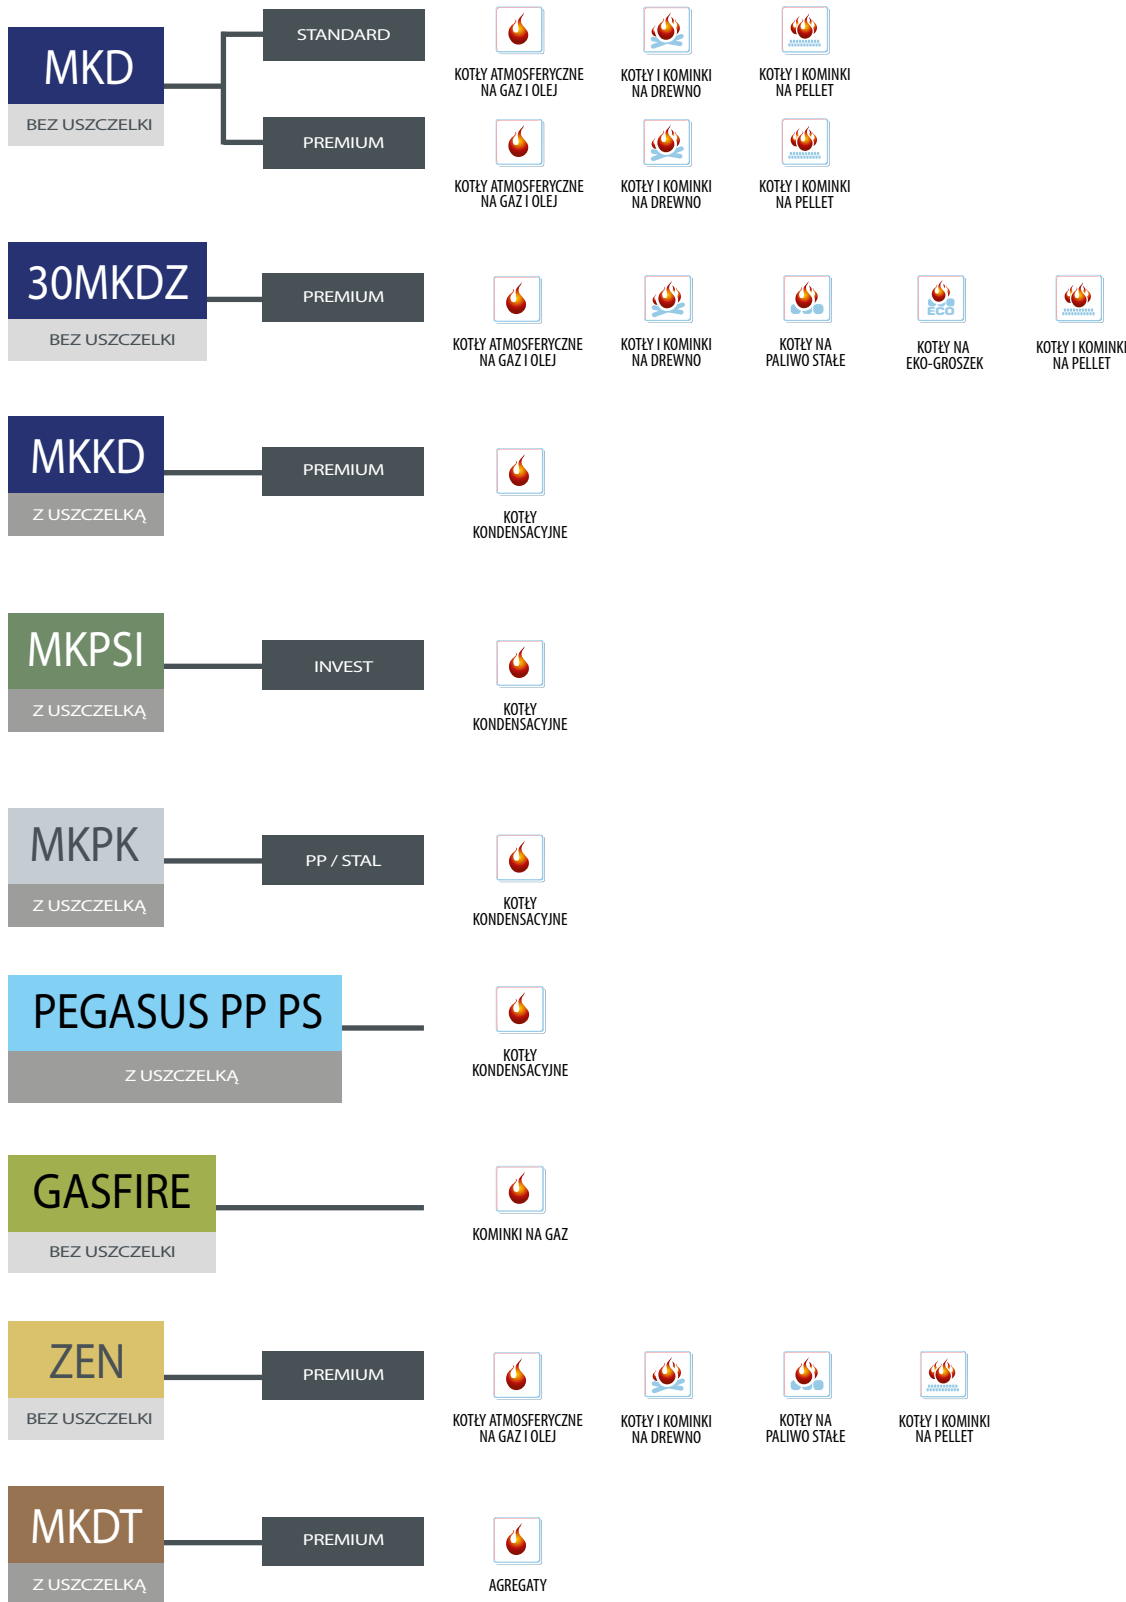 MKD
BEZ USZCZELKI
STANDARD
KOTŁY ATMOSFERYCZNE
NA GAZ I OLEJ
KOTŁY I KOMINKI
NA DREWNO
KOTŁY I KOMINKI
NA PELLET
PREMIUM
KOTŁY ATMOSFERYCZNE
NA GAZ I OLEJ
KOTŁY I KOMINKI
NA DREWNO
KOTŁY I KOMINKI
NA PELLET
30MKDZ
BEZ USZCZELKI
PREMIUM
KOTŁY ATMOSFERYCZNE
NA GAZ I OLEJ
KOTŁY I KOMINKI
NA DREWNO
KOTŁY NA
PALIWO STAŁE
ECO
KOTŁY NA
EKO-GROSZEK
KOTŁY I KOMINKI
NA PELLET
MKKD
Z USZCZELKĄ
PREMIUM
KOTŁY
KONDENSACYJNE
MKPSI
Z USZCZELKĄ
INVEST
KOTŁY
KONDENSACYJNE
MKPK
Z USZCZELKĄ
PP / STAL
KOTŁY
KONDENSACYJNE
PEGASUS PP PS
Z USZCZELKĄ
KOTŁY
KONDENSACYJNE
GASFIRE
BEZ USZCZELKI
KOMINKI NA GAZ
ZEN
BEZ USZCZELKI
PREMIUM
KOTŁY ATMOSFERYCZNE
NA GAZ I OLEJ
KOTŁY I KOMINKI
NA DREWNO
KOTŁY NA
PALIWO STAŁE
KOTŁY I KOMINKI
NA PELLET
MKDT
Z USZCZELKĄ
PREMIUM
AGREGATY